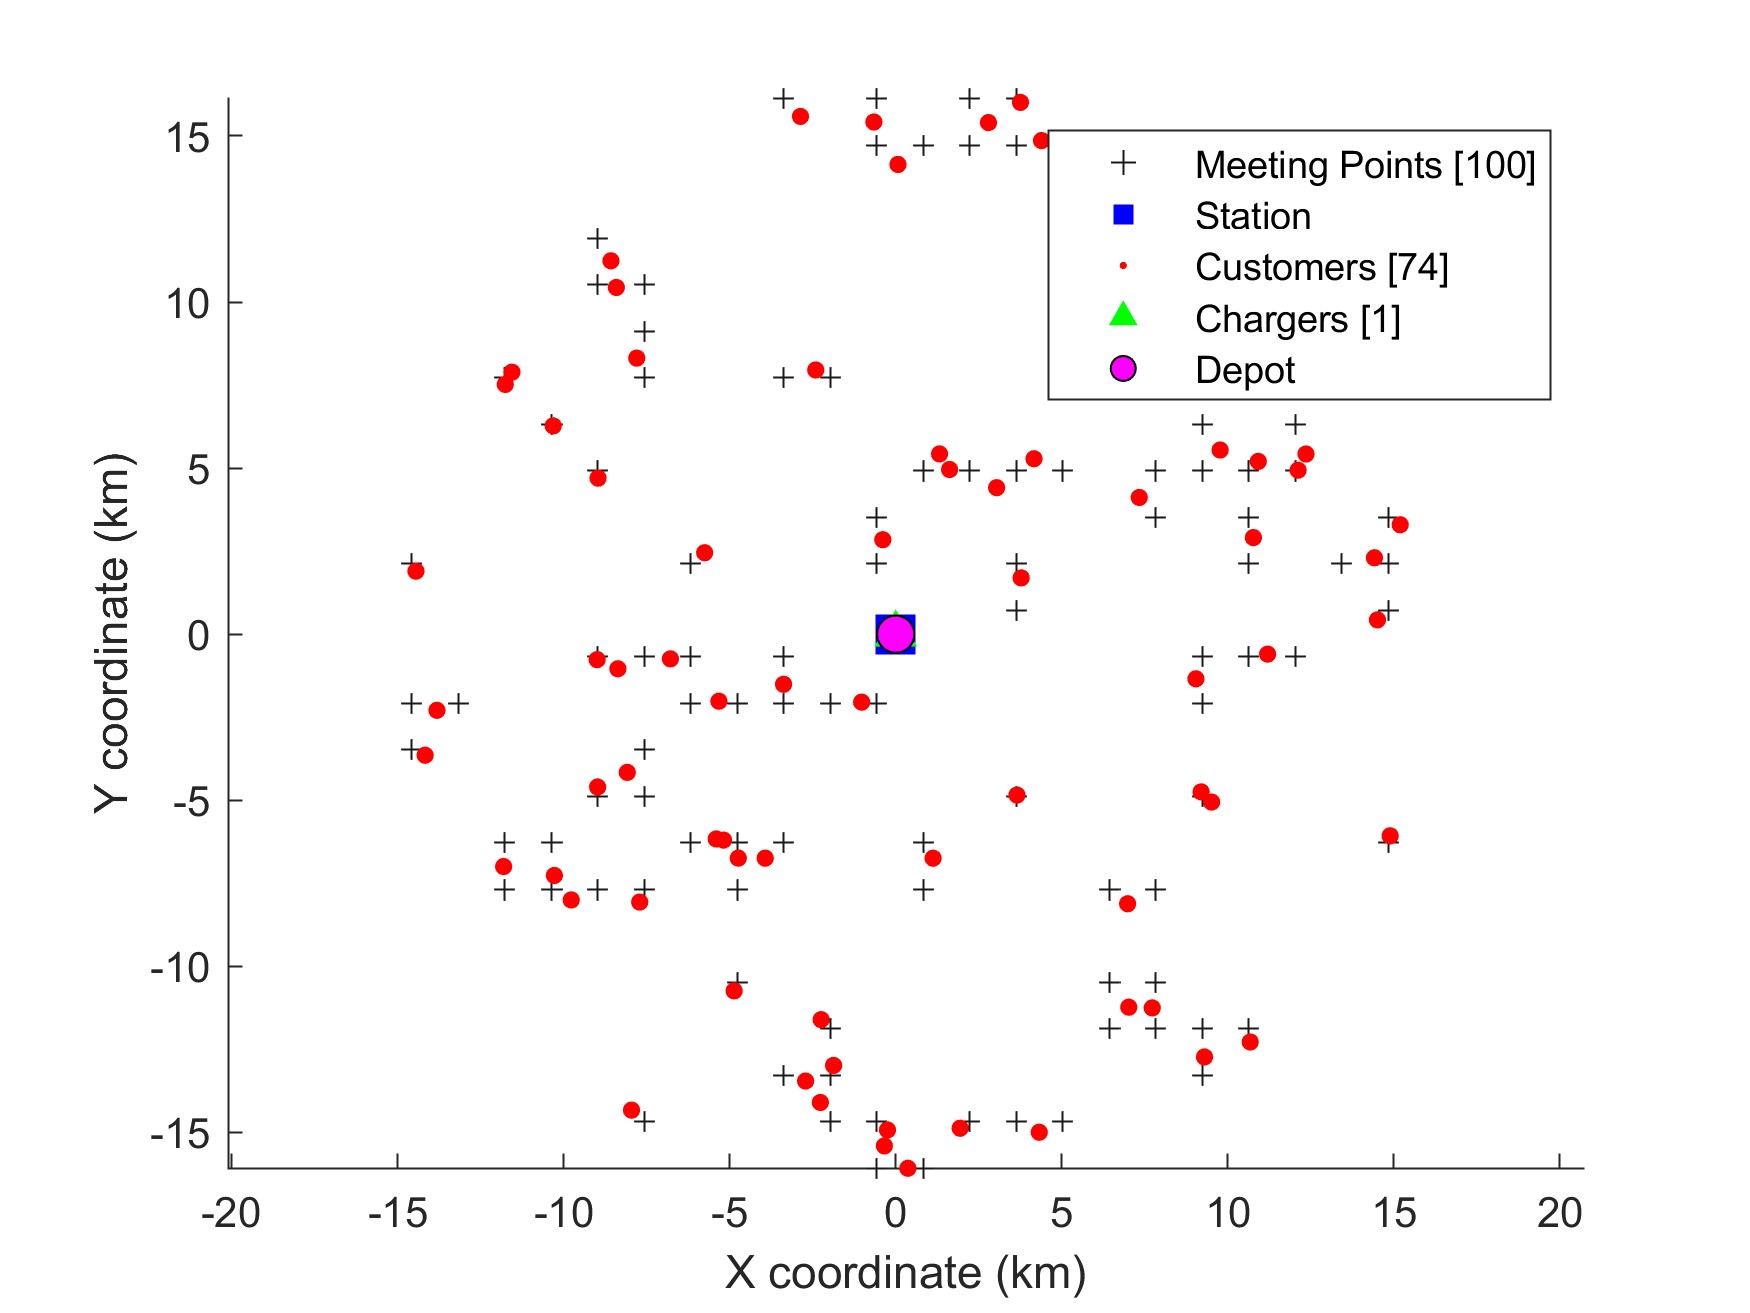 15
10
5
0
-5
-10
-15
Y coordinate (km)
Meeting Points [100]
Station
Customers [74]
Chargers [1]
Depot
-20 -15 -10 -5 0 5 10 15 20
X coordinate (km)